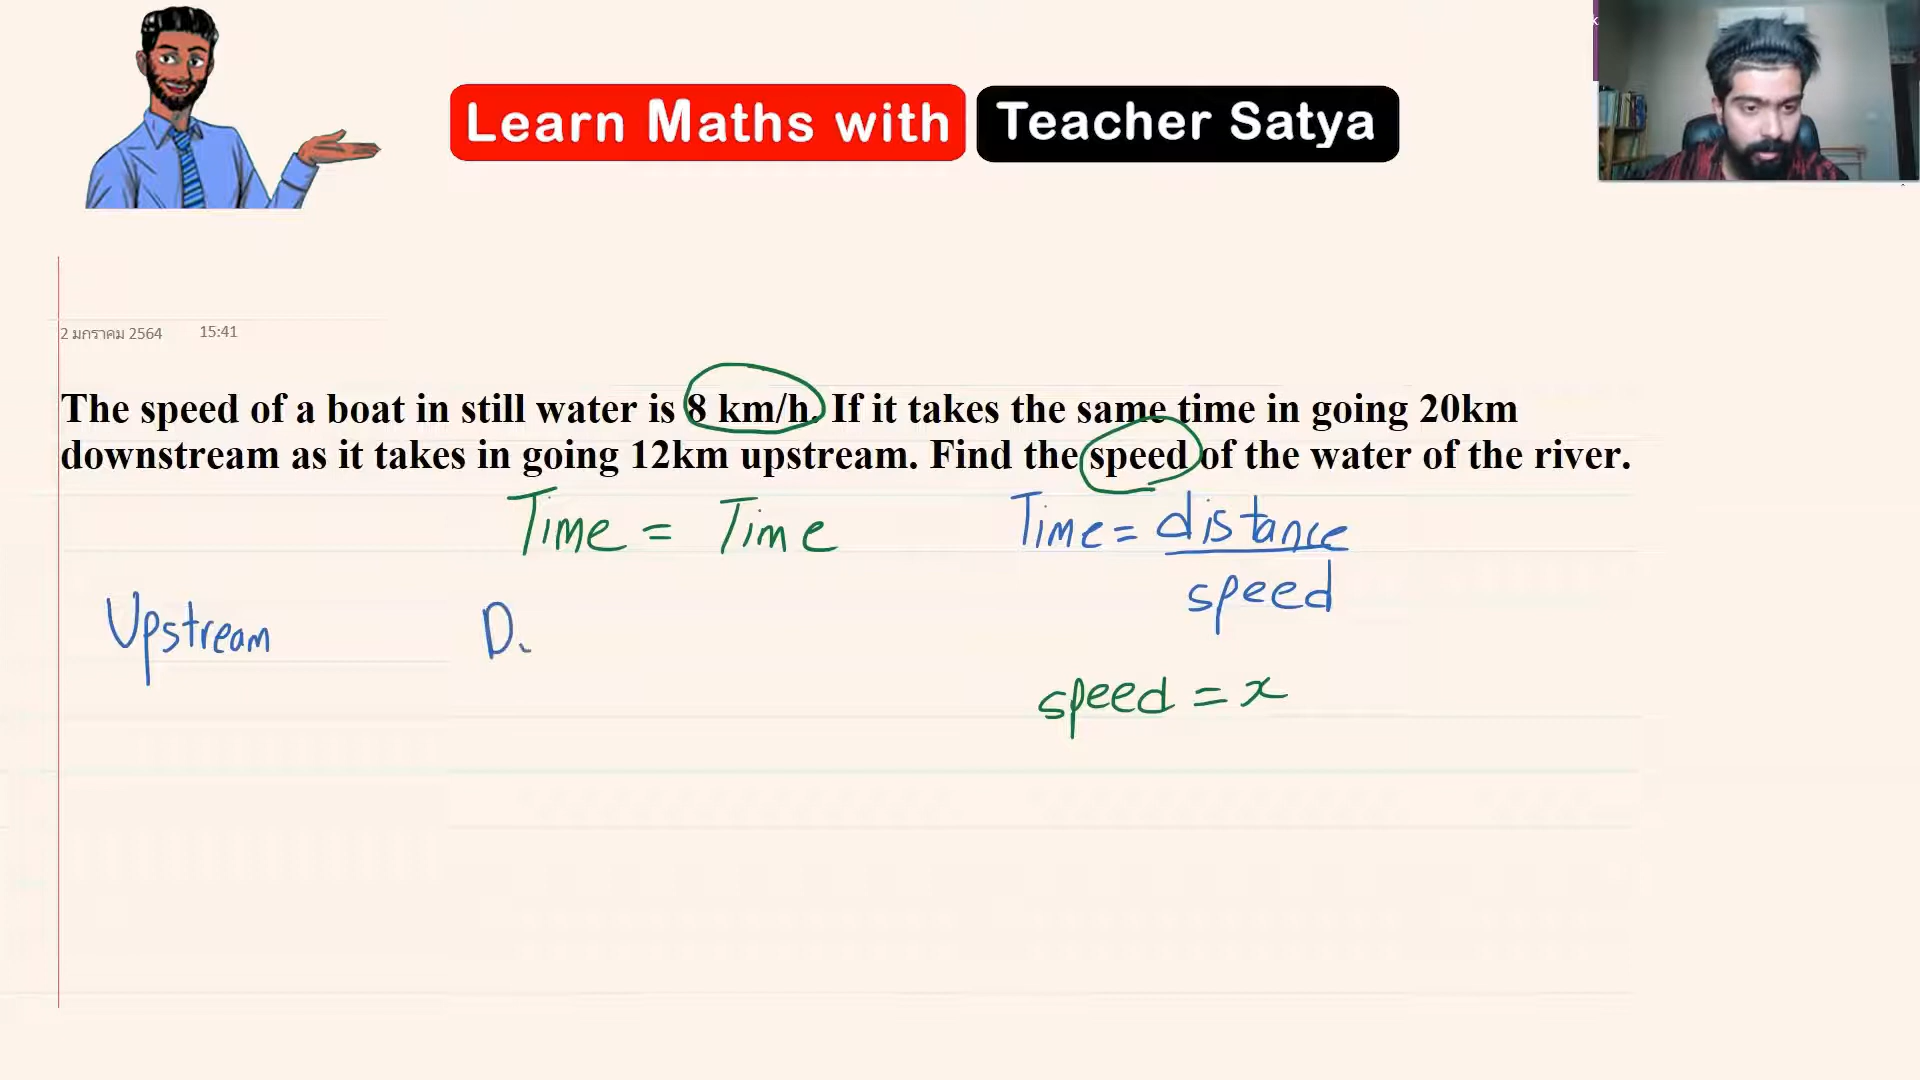 Learn Maths with Teacher Satya
2 มกราคม 2564 15:41
The speed of a boat in still water is 8 km/h. If it takes the same time in going 20km
downstream as it takes in going 12km upstream. Find the speed of the water of the river.
Time = Time
Time = distance
speed
Upstream D.
speed = x